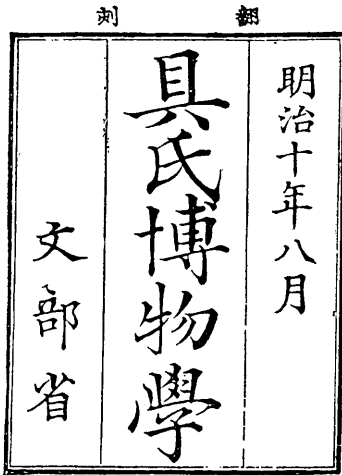 翻刻
明治十年八月
具氏博物學
文部省